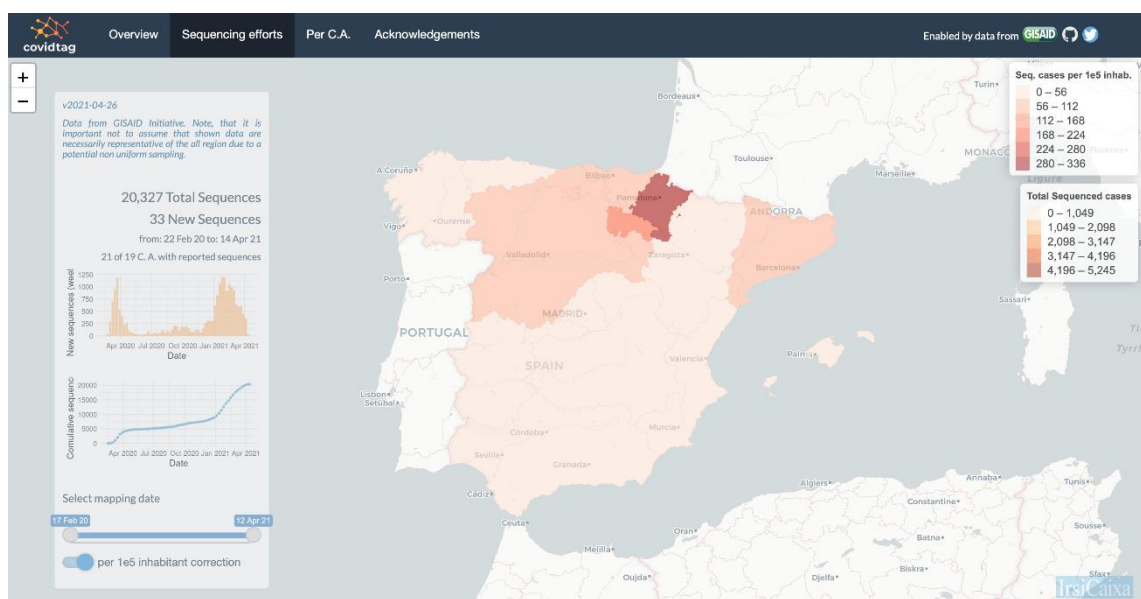 covidtag
Overview
Sequencing efforts
Per C.A.
Acknowledgements
Enabled by data from GISAID
+
−
v2021-04-26
Data from GISAID Initiative. Note, that it is
important not to assume that shown data are
necessarily representative of the all region due to a
potential non uniform sampling.
20,327 Total Sequences
33 New Sequences
from: 22 Feb 20 to: 14 Apr 21
21 of 19 C. A. with reported sequences
New sequences (weel
1250
1000
750
500
250
0
Apr 2020 Jul 2020 Oct 2020 Jan 2021 Apr 2021
Date
Comulative sequenc
20000
15000
10000
5000
0
Apr 2020 Jul 2020 Oct 2020 Jan 2021 Apr 2021
Date
Select mapping date
17 Feb 20
12 Apr 21
per 1e5 inhabitant correction
Seq. cases per 1e5 inhab.
0 – 56
56 – 112
112 – 168
168 – 224
224 – 280
280 – 336
Total Sequenced cases
0 – 1,049
1,049 – 2,098
2,098 – 3,147
3,147 – 4,196
4,196 – 5,245
Bordeaux
Turin
Toulouse
Marseille
MONACO
Ligure
A Coruña
Bilbao
Pamplona
ANDORRA
Vigo
Ourense
Valladolid
Zaragoza
Barcelona
Porto
Sassari
MADRID
PORTUGAL
SPAIN
Valencia
Palma
Lisbon
Setúbal
Córdoba
Murcia
Seville
Granada
Cádiz
Algiers
Annaba
Tunis
Constantine
Ceuta
Oran
Batna
Sousse
Melilla
Biskra
Oujda
Djelfa
Sfax
IrsiCaixa